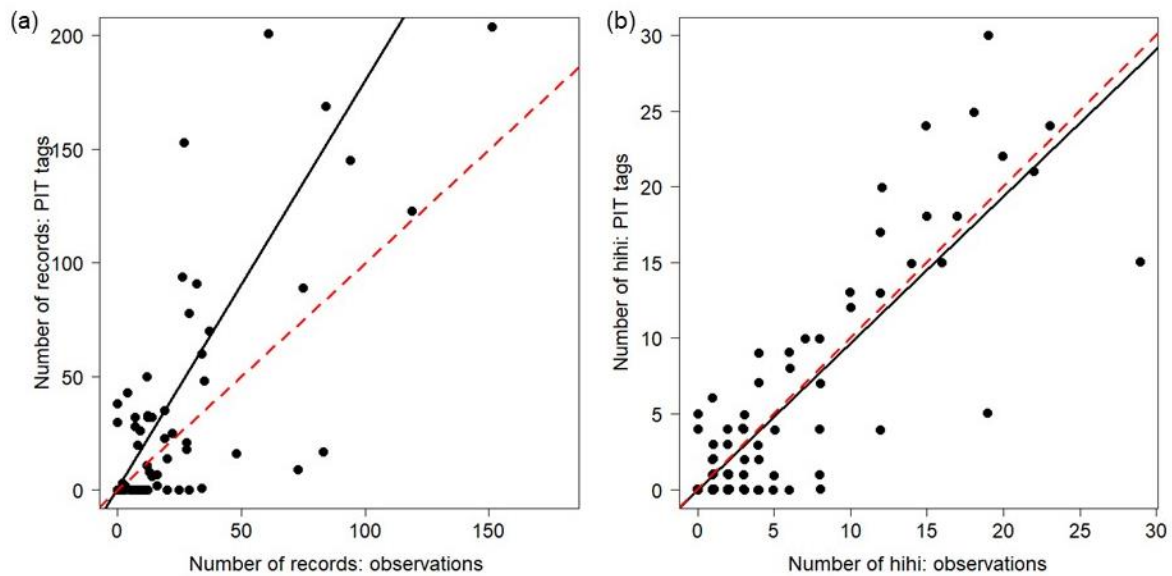 (a)
200
150
100
50
0
Number of records: PIT tags
0 50 100 150
Number of records: observations
(b)
30
25
20
15
10
5
0
Number of hihi: PIT tags
0 5 10 15 20 25 30
Number of hihi: observations